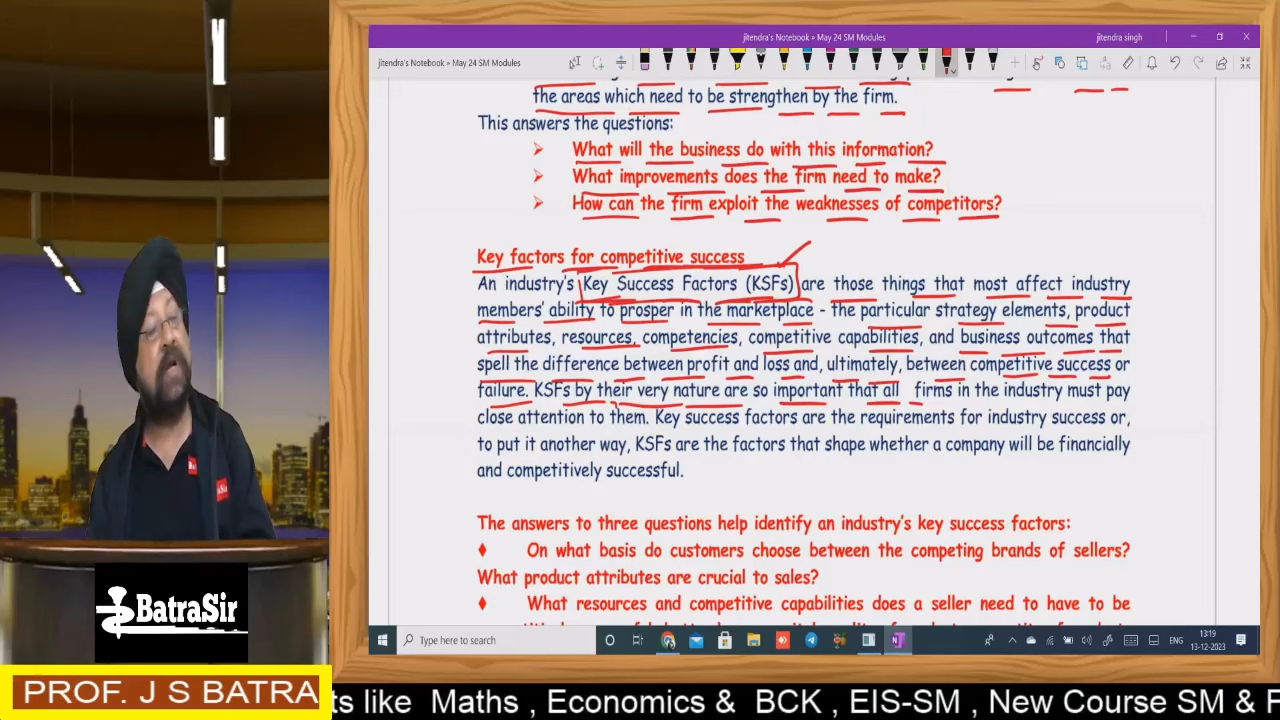 jitendra's Notebook » May 24 SM Modules
jitendra singh
jitendra's Notebook » May 24 SM Modules
the areas which need to be strengthen by the firm.
This answers the questions:
What will the business do with this information?
What improvements does the firm need to make?
How can the firm exploit the weaknesses of competitors?
Key factors for competitive success
An industry's Key Success Factors (KSFs) are those things that most affect industry
members' ability to prosper in the marketplace - the particular strategy elements, product
attributes, resources, competencies, competitive capabilities, and business outcomes that
spell the difference between profit and loss and, ultimately, between competitive success or
failure. KSFs by their very nature are so important that all firms in the industry must pay
close attention to them. Key success factors are the requirements for industry success or,
to put it another way, KSFs are the factors that shape whether a company will be financially
and competitively successful.
The answers to three questions help identify an industry's key success factors:
♦ On what basis do customers choose between the competing brands of sellers?
What product attributes are crucial to sales?
♦ What resources and competitive capabilities does a seller need to have to be
Type here to search
ENG
13:19
13-12-2023
BatraSir
PROF. J S BATRA
ts like Maths , Economics & BCK , EIS-SM , New Course SM & F